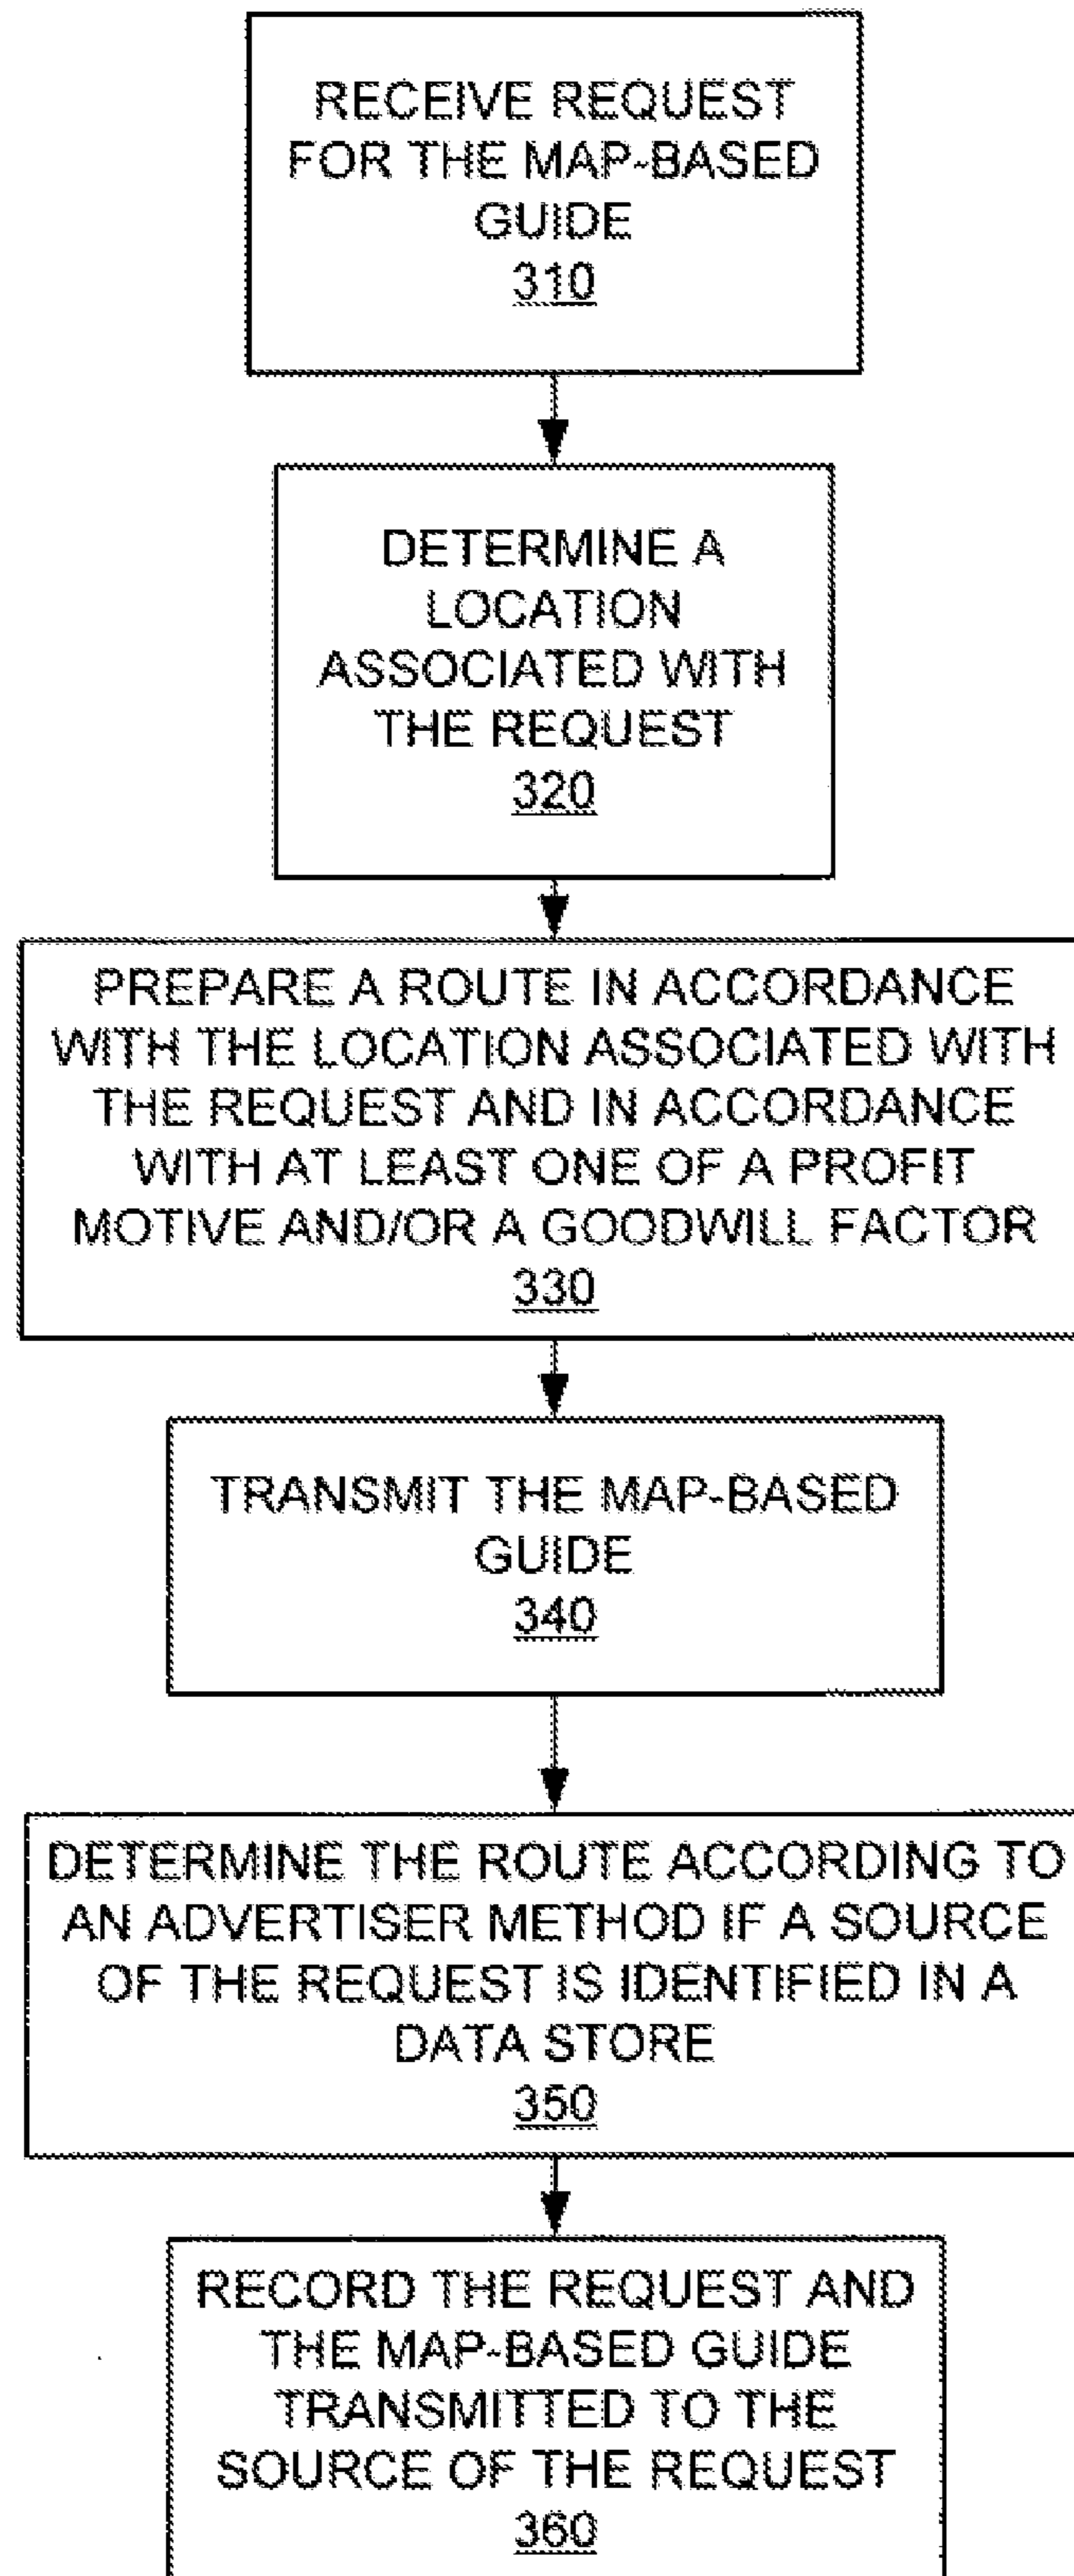 RECEIVE REQUEST
FOR THE MAP-BASED
GUIDE
310
DETERMINE A
LOCATION
ASSOCIATED WITH
THE REQUEST
320
PREPARE A ROUTE IN ACCORDANCE
WITH THE LOCATION ASSOCIATED WITH
THE REQUEST AND IN ACCORDANCE
WITH AT LEAST ONE OF A PROFIT
MOTIVE AND/OR A GOODWILL FACTOR
330
TRANSMIT THE MAP-BASED
GUIDE
340
DETERMINE THE ROUTE ACCORDING TO
AN ADVERTISER METHOD IF A SOURCE
OF THE REQUEST IS IDENTIFIED IN A
DATA STORE
350
RECORD THE REQUEST AND
THE MAP-BASED GUIDE
TRANSMITTED TO THE
SOURCE OF THE REQUEST
360